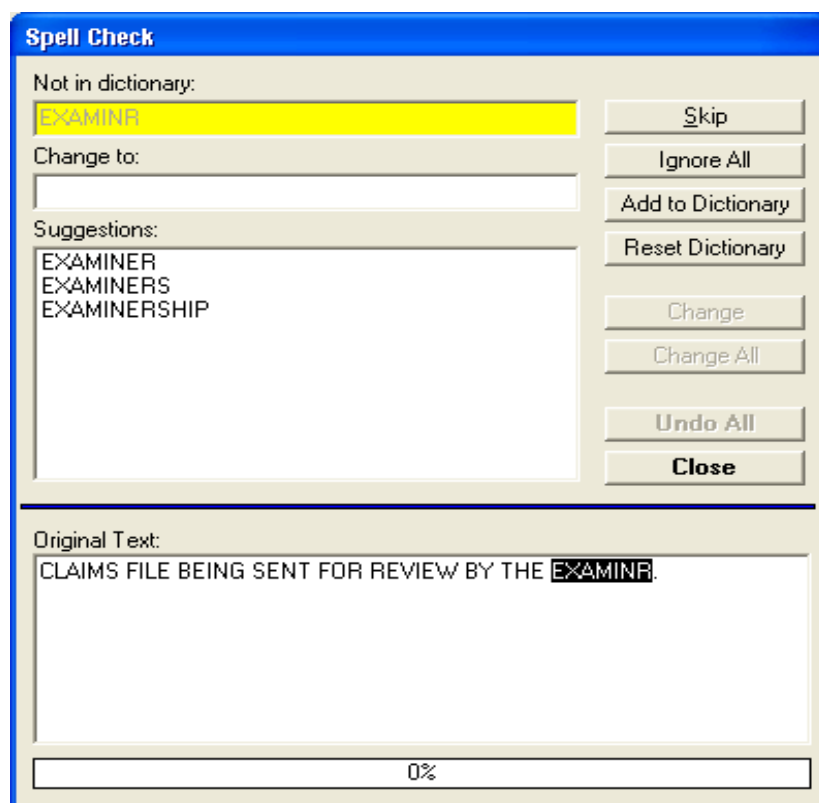 Spell Check
Not in dictionary:
EXAMINR
Skip
Change to:
Ignore All
Add to Dictionary
Suggestions:
Reset Dictionary
EXAMINER
EXAMINERS
EXAMINERSHIP
Change
Change All
Undo All
Close
Original Text:
CLAIMS FILE BEING SENT FOR REVIEW BY THE EXAMINR.
0%